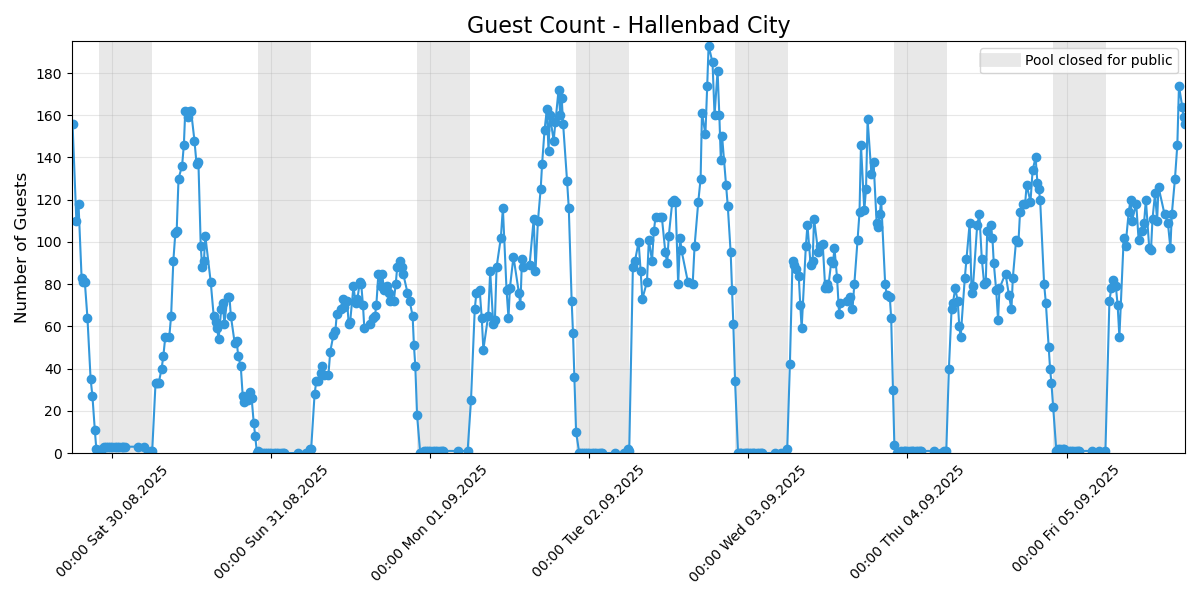 Guest Count - Hallenbad City
Pool closed for public
Number of Guests
180
160
140
120
100
80
60
40
20
0
00:00 Sat 30.08.2025
00:00 Sun 31.08.2025
00:00 Mon 01.09.2025
00:00 Tue 02.09.2025
00:00 Wed 03.09.2025
00:00 Thu 04.09.2025
00:00 Fri 05.09.2025